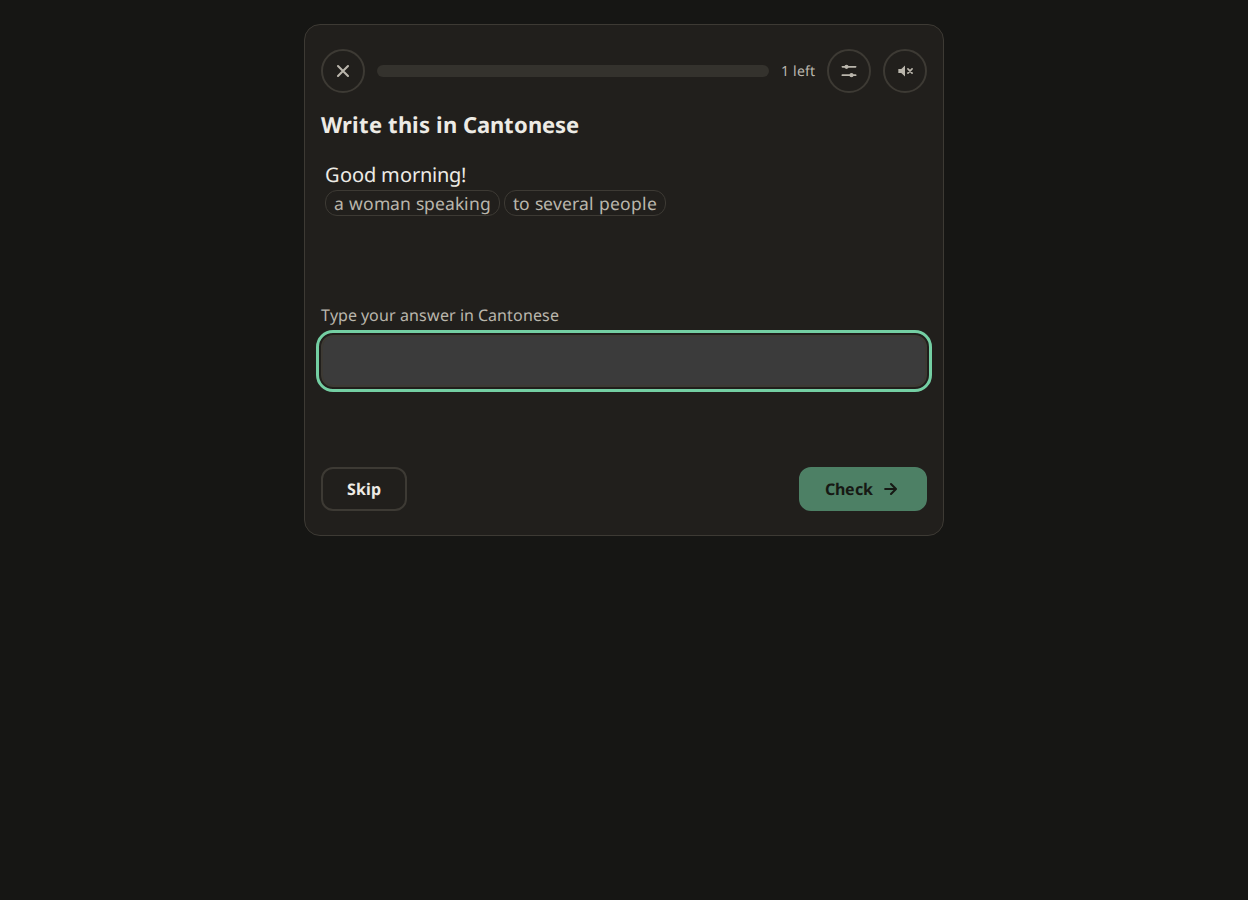 1 left
Write this in Cantonese
Good morning!
a woman speaking to several people
Type your answer in Cantonese
Skip
Check